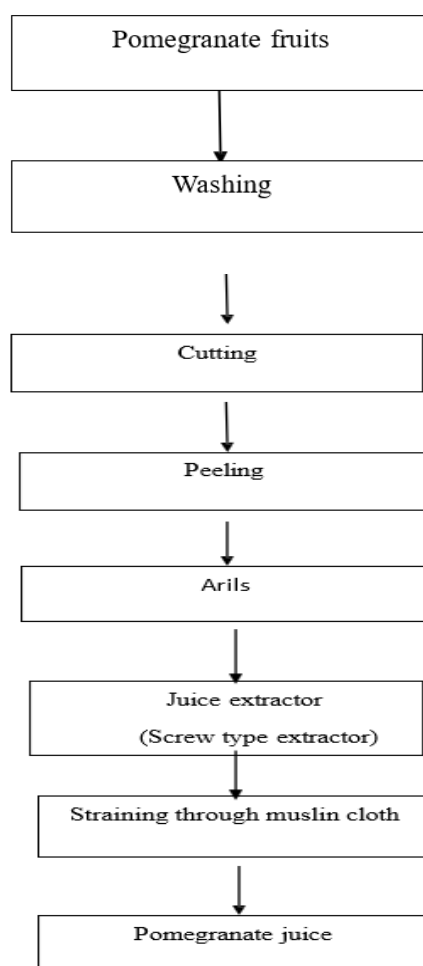 Pomegranate fruits
Washing
Cutting
Peeling
Arils
Juice extractor
(Screw type extractor)
Straining through muslin cloth
Pomegranate juice